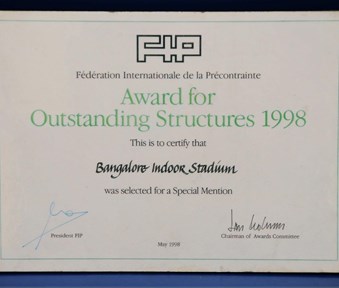 FIP
Fédération Internationale de la Précontrainte
Award for
Outstanding Structures 1998
This is to certify that
Bangalore Indoor Stadium
was selected for a Special Mention
President FIP
Chairman of Awards Committee
May 1998